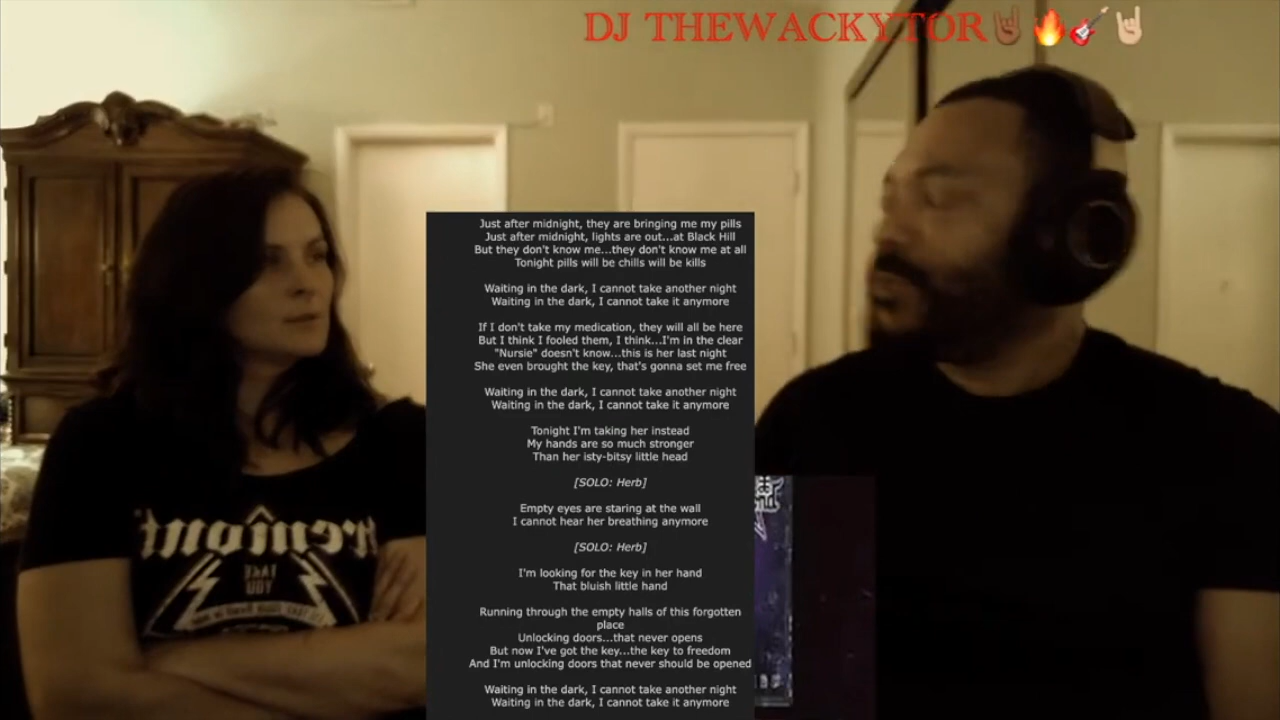 DJ THEWACKYTOR🤘🏾🔥🎸🤘🏼
Just after midnight, they are bringing me my pills
Just after midnight, lights are out...at Black Hill
But they don't know me...they don't know me at all
Tonight pills will be chills will be kills
Waiting in the dark, I cannot take another night
Waiting in the dark, I cannot take it anymore
If I don't take my medication, they will all be here
But I think I fooled them, I think...I'm in the clear
"Nursie" doesn't know...this is her last night
She even brought the key, that's gonna set me free
Waiting in the dark, I cannot take another night
Waiting in the dark, I cannot take it anymore
Tonight I'm taking her instead
My hands are so much stronger
Than her isty-bitsy little head
[SOLO: Herb]
Empty eyes are staring at the wall
I cannot hear her breathing anymore
[SOLO: Herb]
I'm looking for the key in her hand
That bluish little hand
Running through the empty halls of this forgotten
place
Unlocking doors...that never opens
But now I've got the key...the key to freedom
And I'm unlocking doors that never should be opened
Waiting in the dark, I cannot take another night
Waiting in the dark, I cannot take it anymore
TAKE
YOU